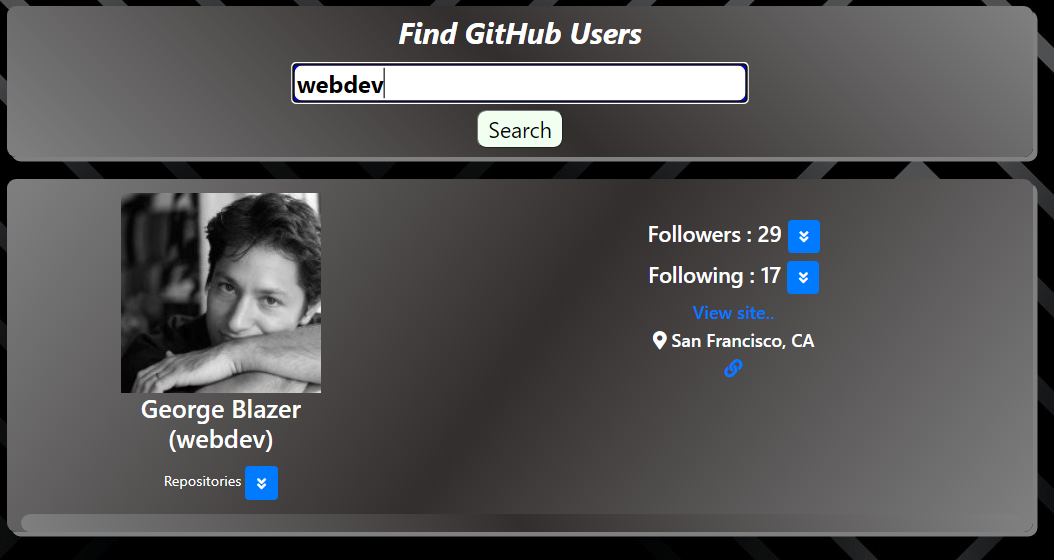 Find GitHub Users
webdev
Search
George Blazer
(webdev)
Repositories
Followers : 29
Following : 17
View site..
San Francisco, CA